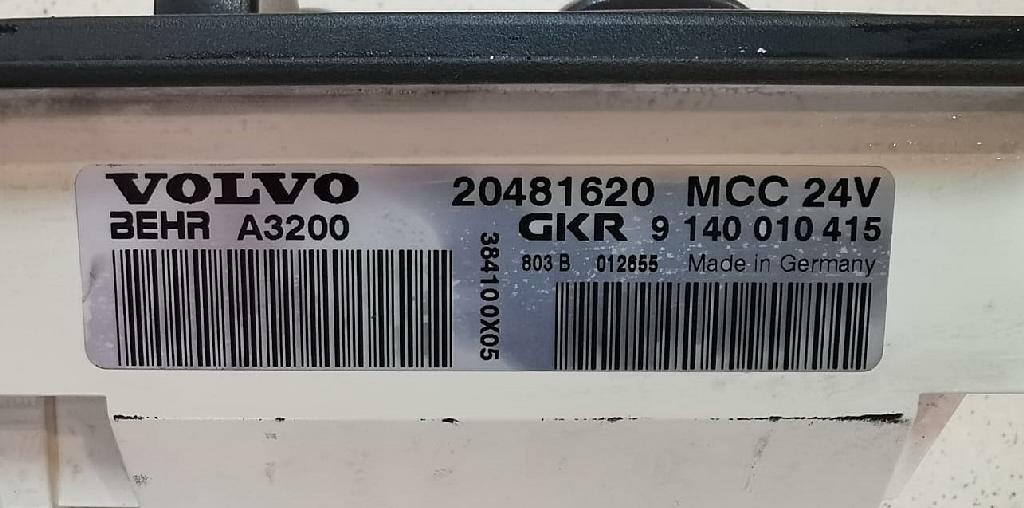 VOLVO 20481620 MCC 24V
BEHR A3200 GKR 9 140 010 415
384100X05
803 B 012655 Made in Germany